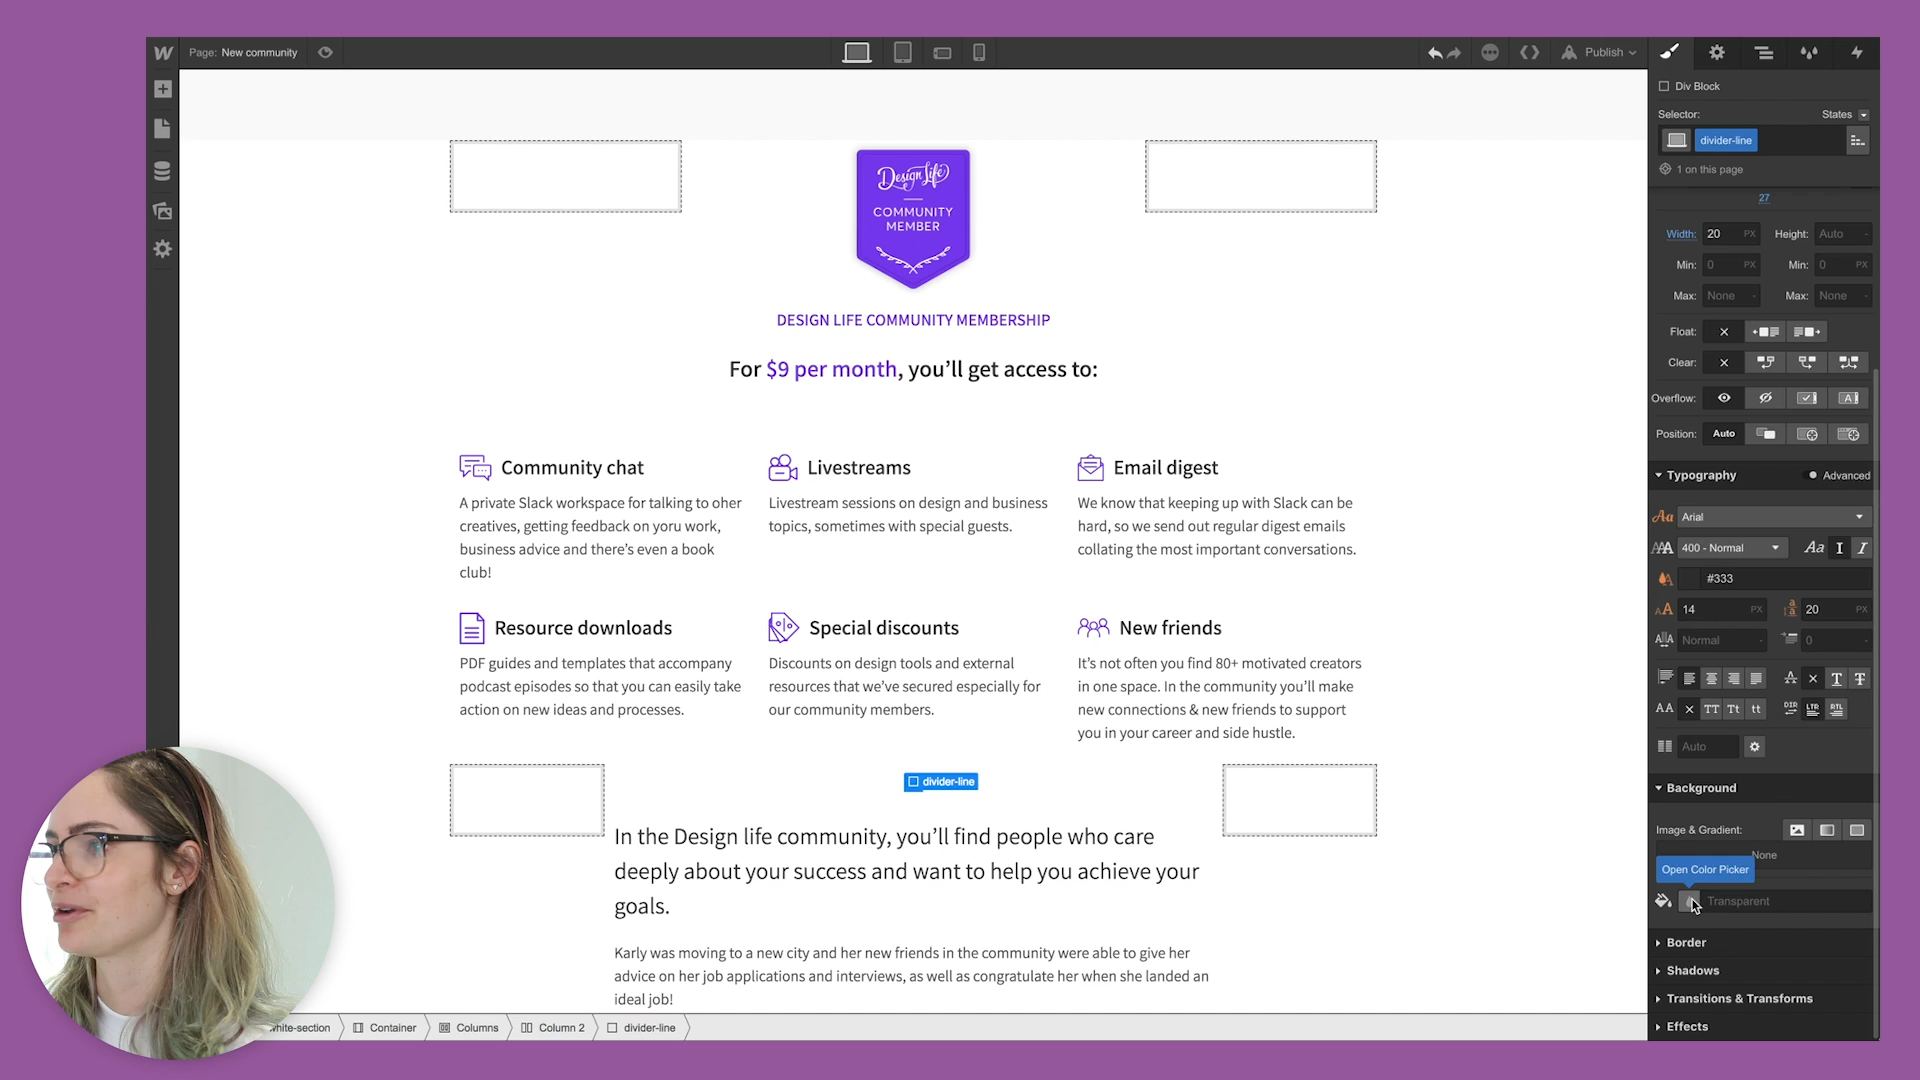 Page: New community
Publish
Div Block
Selector:
States
divider-line
1 on this page
27
Width: 20 PX Height: Auto -
Min: 0 PX Min: 0 PX
Max: None - Max: None -
Float:
Clear:
Overflow:
Position: Auto
Typography
Advanced
Arial
400 - Normal
#333
14 PX
20 PX
Normal -
0 -
AA TT Tt tt
DIR LTR RTL
Auto
Background
Image & Gradient:
None
Open Color Picker
Transparent
Border
Shadows
Transitions & Transforms
Effects
Design Life
COMMUNITY
MEMBER
DESIGN LIFE COMMUNITY MEMBERSHIP
For $9 per month, you’ll get access to:
Community chat
A private Slack workspace for talking to oher
creatives, getting feedback on yoru work,
business advice and there’s even a book
club!
Livestreams
Livestream sessions on design and business
topics, sometimes with special guests.
Email digest
We know that keeping up with Slack can be
hard, so we send out regular digest emails
collating the most important conversations.
Resource downloads
PDF guides and templates that accompany
podcast episodes so that you can easily take
action on new ideas and processes.
Special discounts
Discounts on design tools and external
resources that we’ve secured especially for
our community members.
New friends
It’s not often you find 80+ motivated creators
in one space. In the community you’ll make
new connections & new friends to support
you in your career and side hustle.
divider-line
In the Design life community, you’ll find people who care
deeply about your success and want to help you achieve your
goals.
Karly was moving to a new city and her new friends in the community were able to give her
advice on her job applications and interviews, as well as congratulate her when she landed an
ideal job!
white-section
Container
Columns
Column 2
divider-line